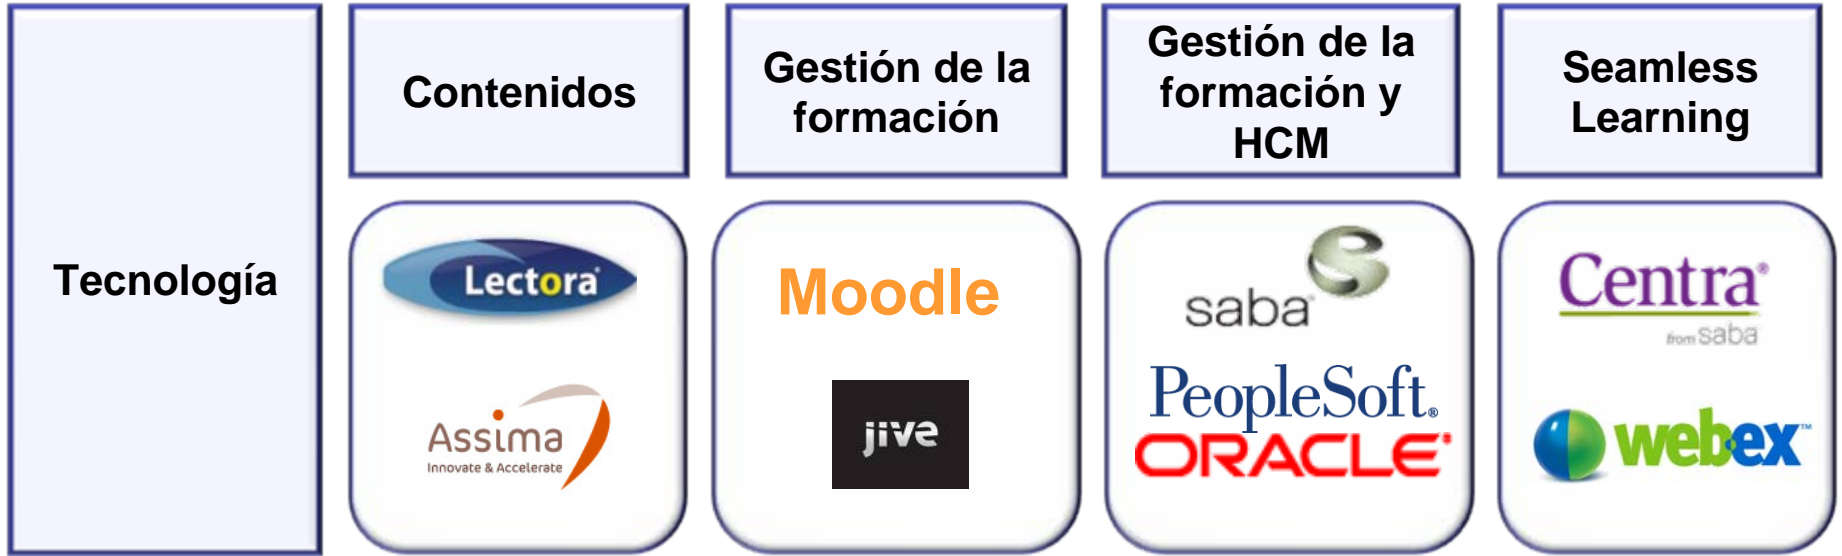 Tecnología
Contenidos
Gestión de la
formación
Gestión de la
formación y
HCM
Seamless
Learning
Lectora®
Assima
Innovate & Accelerate
Moodle
jive
saba
PeopleSoft®
ORACLE®
Centra®
from saba
webex™